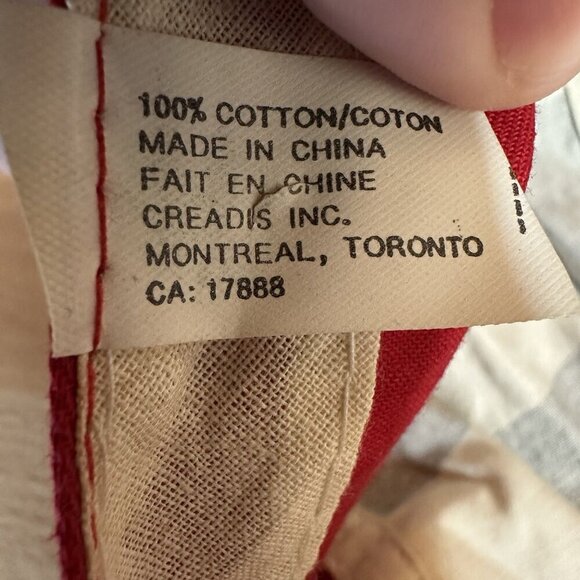 100% COTTON/COTON
MADE IN CHINA
FAIT EN CHINE
CREADIS INC.
MONTREAL, TORONTO
CA: 17888